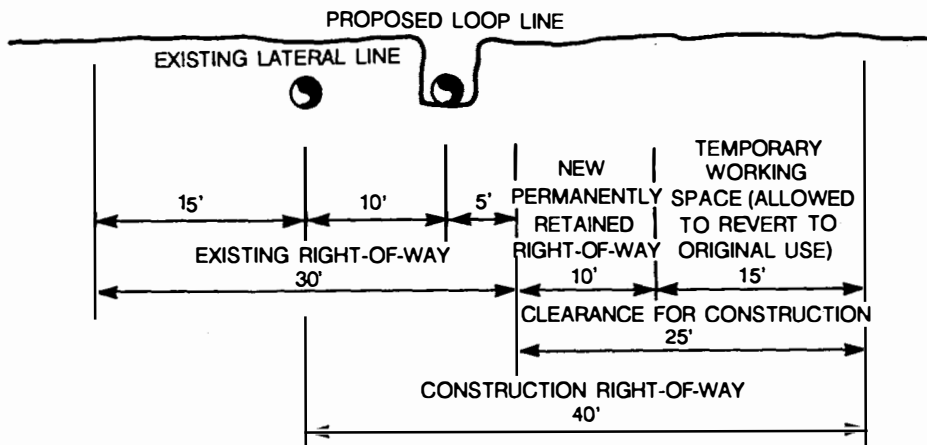 PROPOSED LOOP LINE
EXISTING LATERAL LINE
NEW
PERMANENTLY
RETAINED
RIGHT-OF-WAY
TEMPORARY
WORKING
SPACE (ALLOWED
TO REVERT TO
ORIGINAL USE)
15'
10'
5'
EXISTING RIGHT-OF-WAY
30'
10'
15'
CLEARANCE FOR CONSTRUCTION
25'
CONSTRUCTION RIGHT-OF-WAY
40'